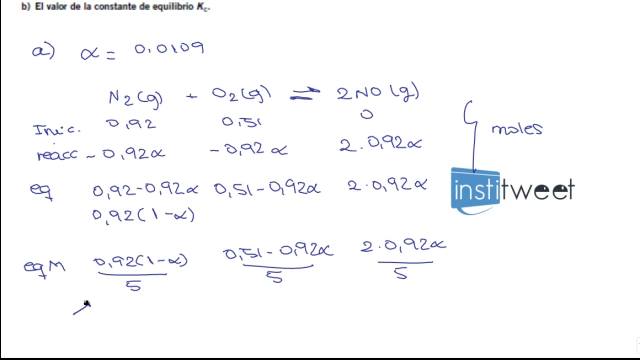 b) El valor de la constante de equilibrio Kc.
a) α = 0,0109
N2(g) + O2(g) ⇌ 2NO(g)
Inic. 0,92 0,51 0
reacc - 0,92α - 0,92α 2·0,92α
moles
eq 0,92-0,92α 0,51-0,92α 2·0,92α
institweet
0,92(1-α)
eq M 0,92(1-α)/5 0,51-0,92α/5 2·0,92α/5